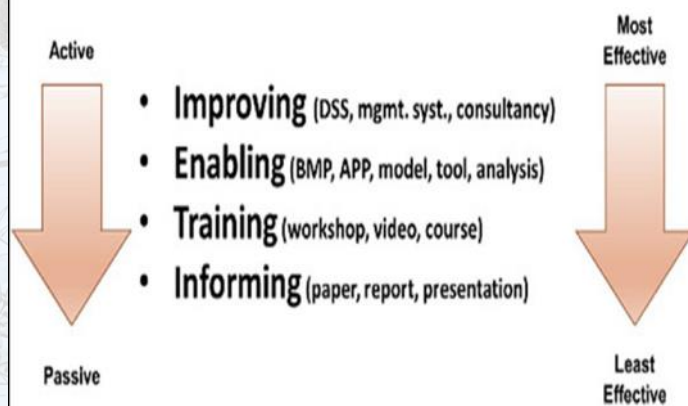 Active
Most
Effective
• Improving (DSS, mgmt. syst., consultancy)
• Enabling (BMP, APP, model, tool, analysis)
• Training (workshop, video, course)
• Informing (paper, report, presentation)
Passive
Least
Effective